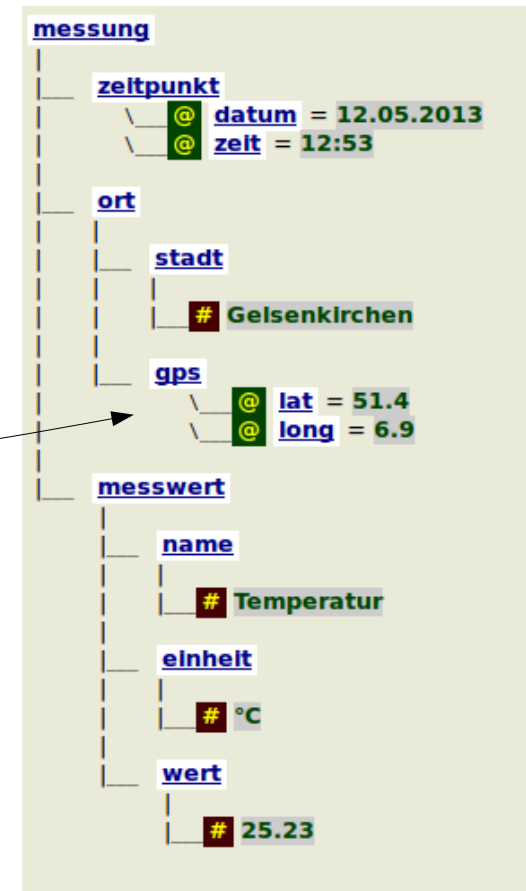 messung
zeitpunkt
@ datum = 12.05.2013
@ zeit = 12:53
ort
stadt
# Gelsenkirchen
gps
@ lat = 51.4
@ long = 6.9
messwert
name
# Temperatur
einheit
# °C
wert
# 25.23